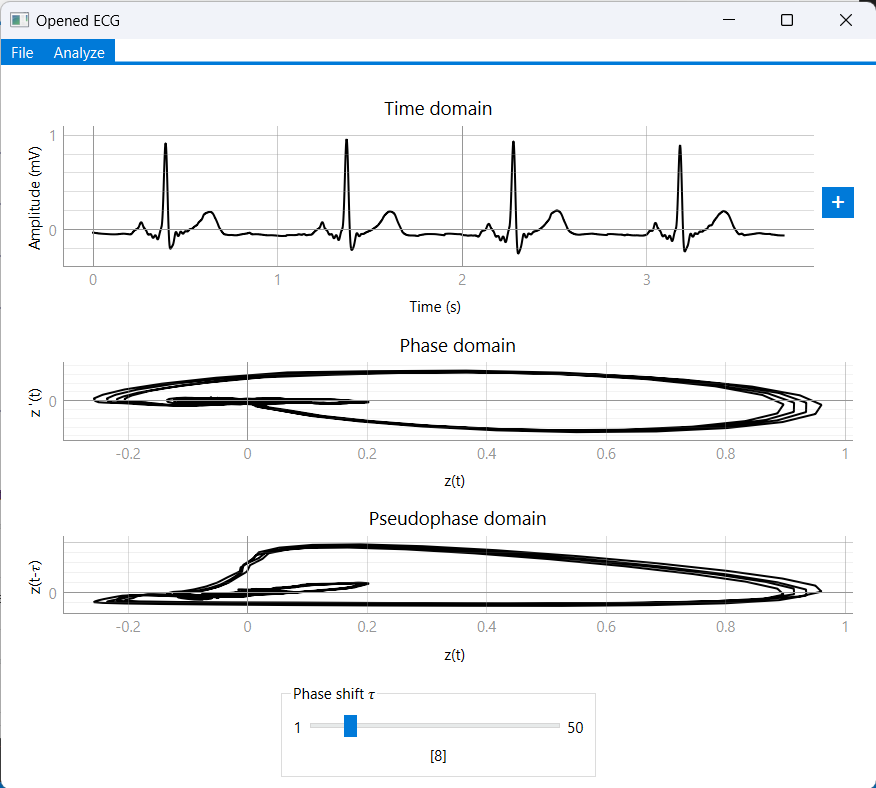 Opened ECG
File Analyze
Time domain
Amplitude (mV)
1
0
+
0 1 2 3
Time (s)
Phase domain
z'(t)
0
-0.2 0 0.2 0.4 0.6 0.8 1
z(t)
Pseudophase domain
z(t-τ)
0
-0.2 0 0.2 0.4 0.6 0.8 1
z(t)
Phase shift τ
1 50
[8]